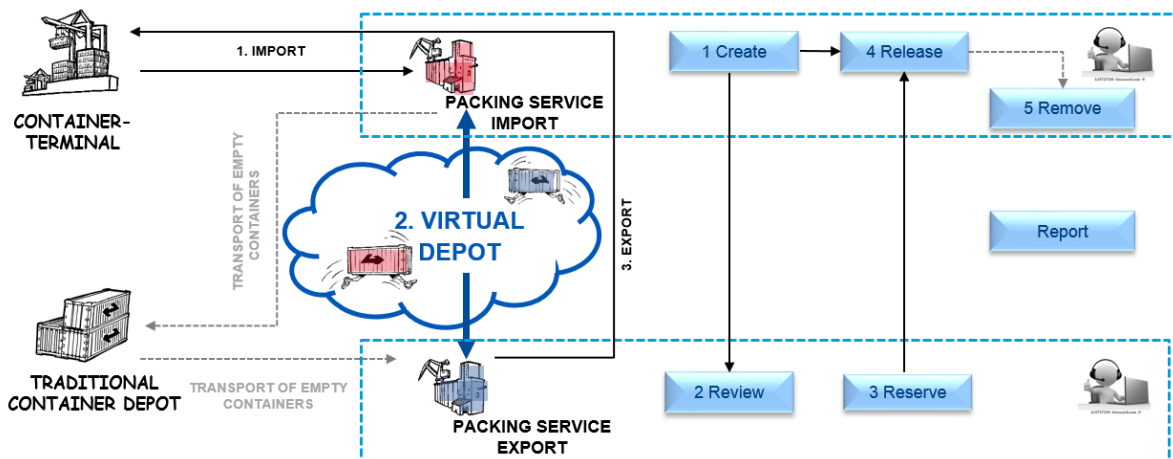 1. IMPORT
CONTAINER-
TERMINAL
PACKING SERVICE
IMPORT
1 Create
4 Release
5 Remove
TRANSPORT OF EMPTY
CONTAINERS
2. VIRTUAL
DEPOT
3. EXPORT
Report
TRADITIONAL
CONTAINER DEPOT
TRANSPORT OF EMPTY
CONTAINERS
PACKING SERVICE
EXPORT
2 Review
3 Reserve